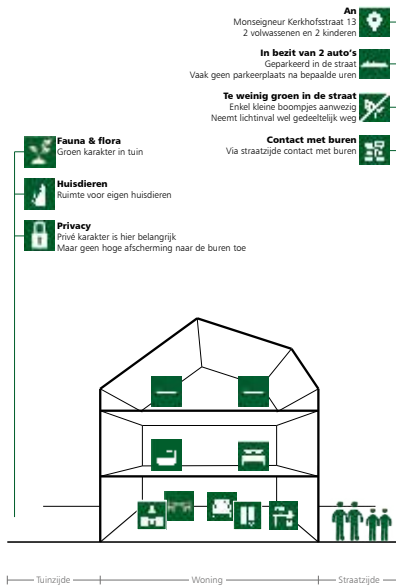 An
Monseigneur Kerkhofsstraat 13
2 volwassenen en 2 kinderen
In bezit van 2 auto's
Geparkeerd in de straat
Vaak geen parkeerplaats na bepaalde uren
Te weinig groen in de straat
Enkel kleine boompjes aanwezig
Neemt lichtinval wel gedeeltelijk weg
Contact met buren
Via straatzijde contact met buren
Fauna & flora
Groen karakter in tuin
Huisdieren
Ruimte voor eigen huisdieren
Privacy
Privé karakter is hier belangrijk
Maar geen hoge afscherming naar de buren toe
Tuinzijde
Woning
Straatzijde